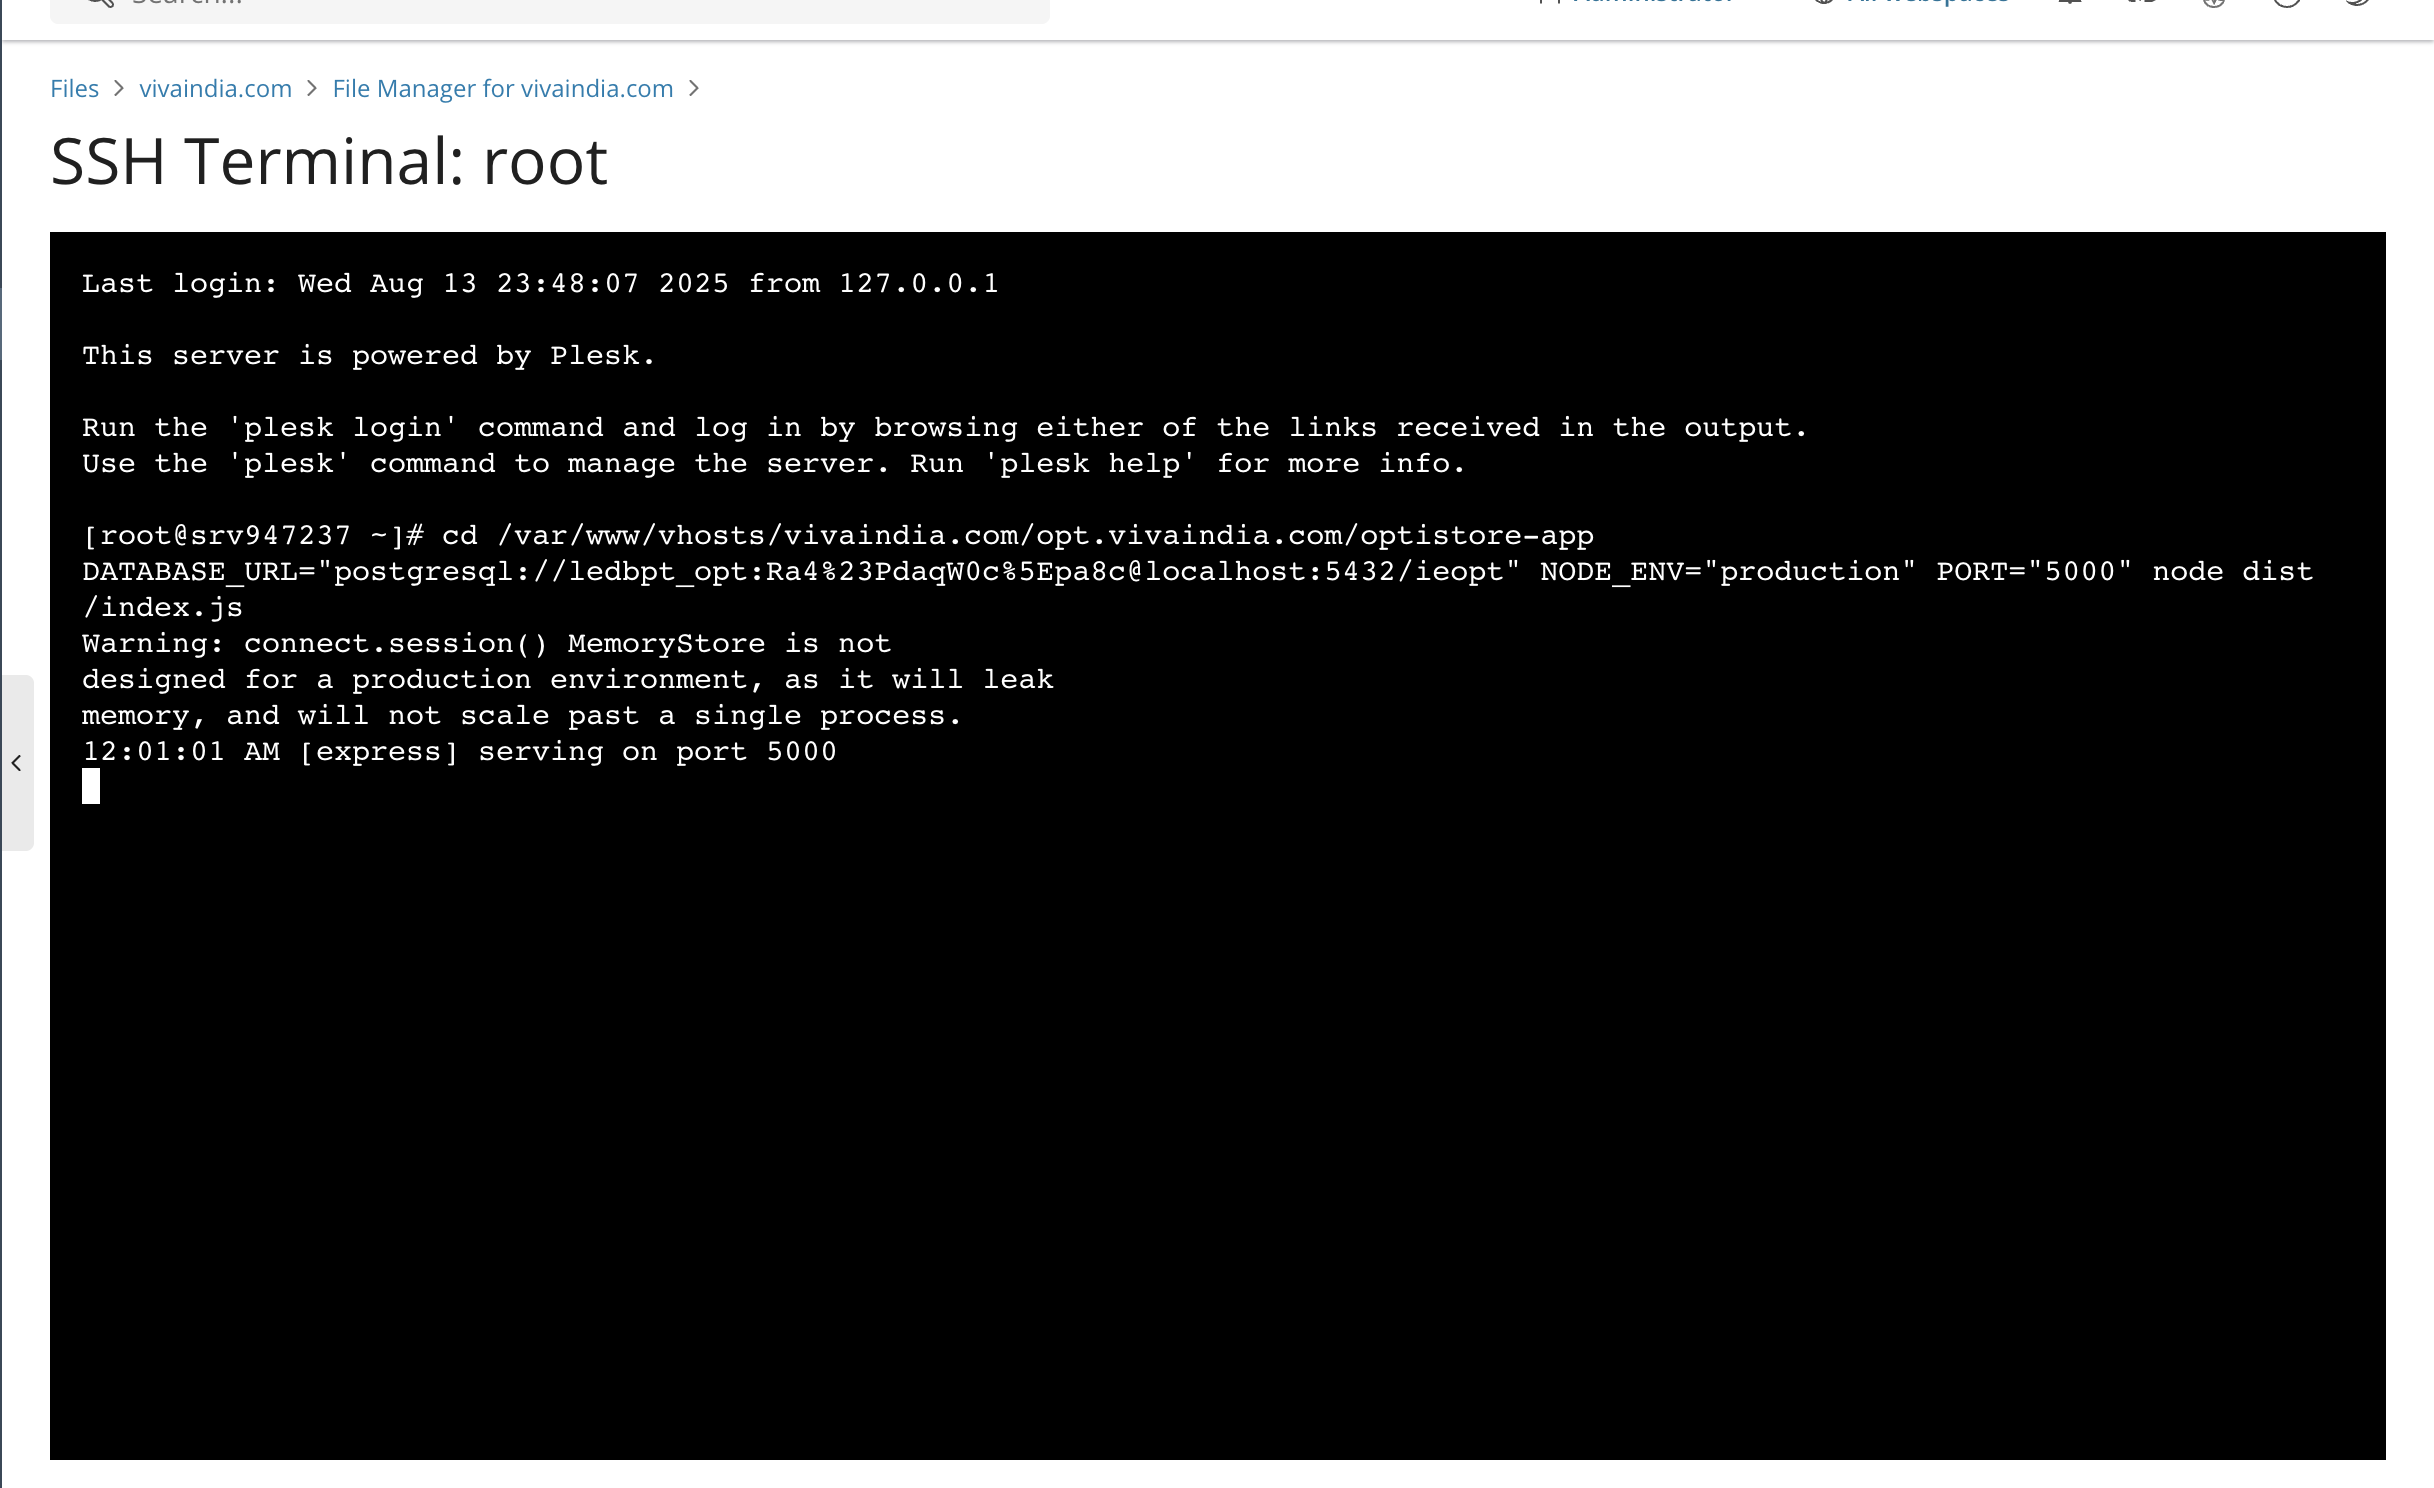 Search...
Administrator
All Webspaces
Files > vivaindia.com > File Manager for vivaindia.com >
SSH Terminal: root
Last login: Wed Aug 13 23:48:07 2025 from 127.0.0.1
This server is powered by Plesk.
Run the 'plesk login' command and log in by browsing either of the links received in the output.
Use the 'plesk' command to manage the server. Run 'plesk help' for more info.
[root@srv947237 ~]# cd /var/www/vhosts/vivaindia.com/opt.vivaindia.com/optistore-app
DATABASE_URL="postgresql://ledbpt_opt:Ra4%23PdaqW0c%5Epa8c@localhost:5432/ieopt" NODE_ENV="production" PORT="5000" node dist
/index.js
Warning: connect.session() MemoryStore is not
designed for a production environment, as it will leak
memory, and will not scale past a single process.
12:01:01 AM [express] serving on port 5000